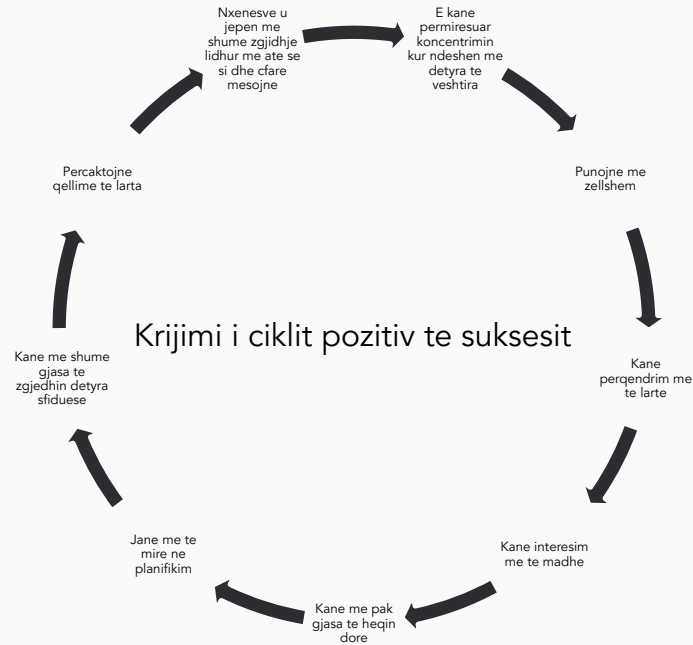 Nxenesve u
jepen me
shume zgjidhje
lidhur me ate se
si dhe cfare
mesojne
E kane
permiresuar
koncentrimin
kur ndeshen me
detyra te
veshtira
Punojne me
zellshem
Kane
perqendrim me
te larte
Kane interesim
me te madhe
Kane me pak
gjasa te heqin
dore
Jane me te
mire ne
planifikim
Kane me shume
gjasa te
zgjedhin detyra
sfiduese
Percaktojne
qellime te larta
Krijimi i ciklit pozitiv te suksesit